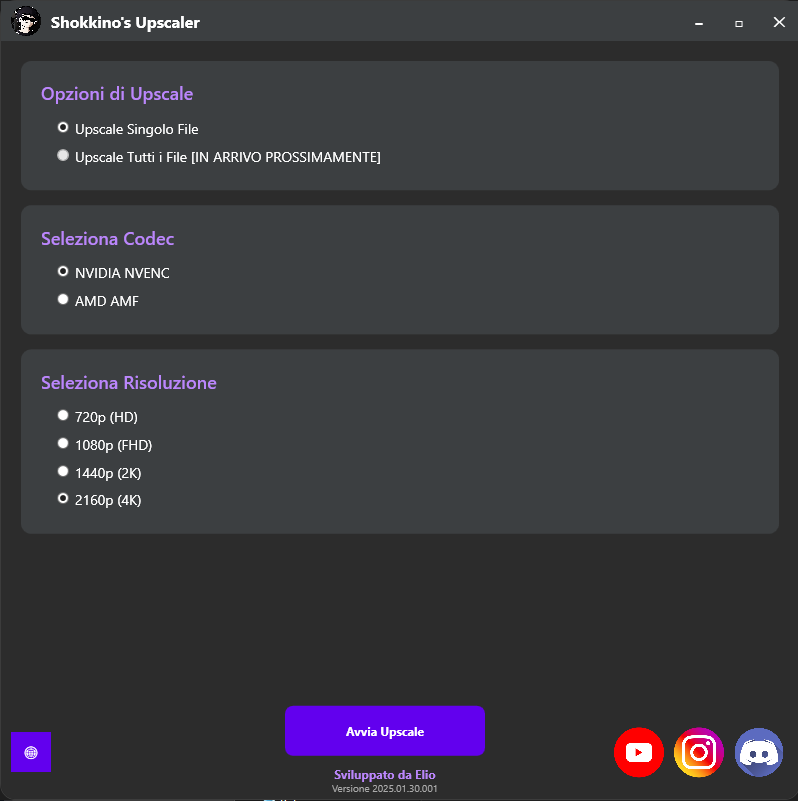 Shokkino's Upscaler
Opzioni di Upscale
Upscale Singolo File
Upscale Tutti i File [IN ARRIVO PROSSIMAMENTE]
Seleziona Codec
NVIDIA NVENC
AMD AMF
Seleziona Risoluzione
720p (HD)
1080p (FHD)
1440p (2K)
2160p (4K)
Avvia Upscale
Sviluppato da Elio
Versione 2025.01.30.001